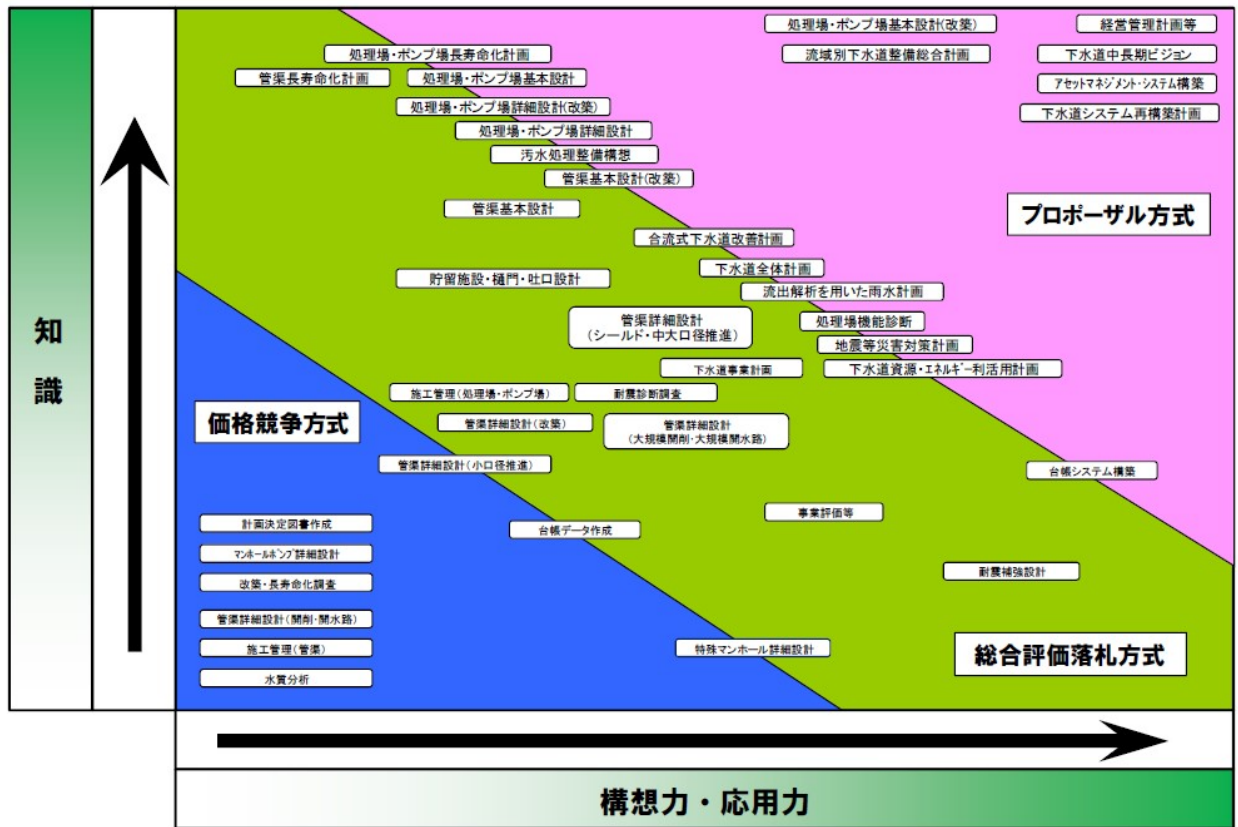 処理場・ポンプ場基本設計(改築)
経営管理計画等
処理場・ポンプ場長寿命化計画
流域別下水道整備総合計画
下水道中長期ビジョン
管渠長寿命化計画
処理場・ポンプ場基本設計
アセットマネジメント・システム構築
処理場・ポンプ場詳細設計(改築)
下水道システム再構築計画
処理場・ポンプ場詳細設計
汚水処理整備構想
管渠基本設計(改築)
管渠基本設計
プロポーザル方式
合流式下水道改善計画
下水道全体計画
貯留施設・樋門・吐口設計
流出解析を用いた雨水計画
管渠詳細設計
(シールド・中大口径推進)
処理場機能診断
地震等災害対策計画
下水道事業計画
下水道資源・エネルギー利活用計画
知識
施工管理(処理場・ポンプ場)
耐震診断調査
価格競争方式
管渠詳細設計(改築)
管渠詳細設計
(大規模開削・大規模開水路)
管渠詳細設計(小口径推進)
台帳システム構築
事業評価等
計画決定図書作成
台帳データ作成
マンホールポンプ詳細設計
耐震補強設計
改築・長寿命化調査
管渠詳細設計(開削・開水路)
施工管理(管渠)
特殊マンホール詳細設計
総合評価落札方式
水質分析
構想力・応用力